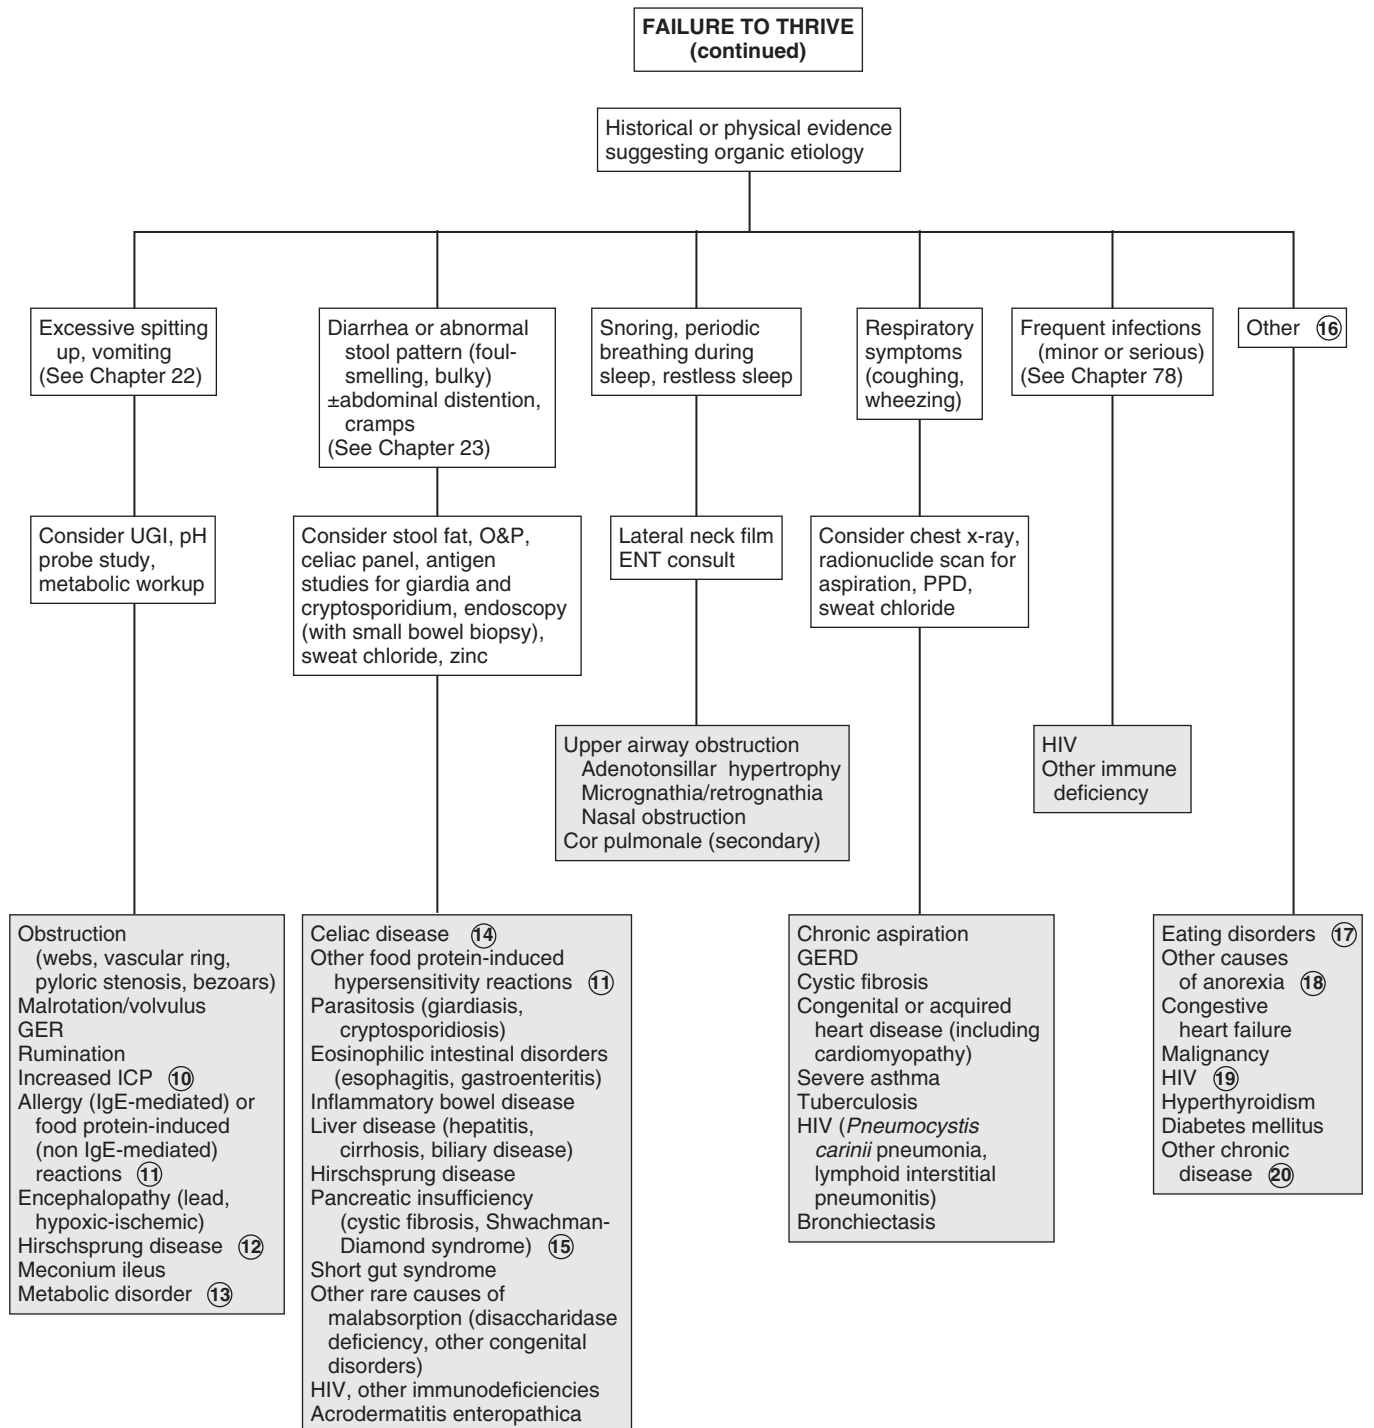 FAILURE TO THRIVE
(continued)
Historical or physical evidence
suggesting organic etiology
Excessive spitting
up, vomiting
(See Chapter 22)
Diarrhea or abnormal
stool pattern (foul-
smelling, bulky)
±abdominal distention,
cramps
(See Chapter 23)
Snoring, periodic
breathing during
sleep, restless sleep
Respiratory
symptoms
(coughing,
wheezing)
Frequent infections
(minor or serious)
(See Chapter 78)
Other 16
Consider UGI, pH
probe study,
metabolic workup
Consider stool fat, O&P,
celiac panel, antigen
studies for giardia and
cryptosporidium, endoscopy
(with small bowel biopsy),
sweat chloride, zinc
Lateral neck film
ENT consult
Consider chest x-ray,
radionuclide scan for
aspiration, PPD,
sweat chloride
Upper airway obstruction
Adenotonsillar hypertrophy
Micrognathia/retrognathia
Nasal obstruction
Cor pulmonale (secondary)
HIV
Other immune
deficiency
Obstruction
(webs, vascular ring,
pyloric stenosis, bezoars)
Malrotation/volvulus
GER
Rumination
Increased ICP 10
Allergy (IgE-mediated) or
food protein-induced
(non IgE-mediated)
reactions 11
Encephalopathy (lead,
hypoxic-ischemic)
Hirschsprung disease 12
Meconium ileus
Metabolic disorder 13
Celiac disease 14
Other food protein-induced
hypersensitivity reactions 11
Parasitosis (giardiasis,
cryptosporidiosis)
Eosinophilic intestinal disorders
(esophagitis, gastroenteritis)
Inflammatory bowel disease
Liver disease (hepatitis,
cirrhosis, biliary disease)
Hirschsprung disease
Pancreatic insufficiency
(cystic fibrosis, Shwachman-
Diamond syndrome) 15
Short gut syndrome
Other rare causes of
malabsorption (disaccharidase
deficiency, other congenital
disorders)
HIV, other immunodeficiencies
Acrodermatitis enteropathica
Chronic aspiration
GERD
Cystic fibrosis
Congenital or acquired
heart disease (including
cardiomyopathy)
Severe asthma
Tuberculosis
HIV (Pneumocystis
carinii pneumonia,
lymphoid interstitial
pneumonitis)
Bronchiectasis
Eating disorders 17
Other causes
of anorexia 18
Congestive
heart failure
Malignancy
HIV 19
Hyperthyroidism
Diabetes mellitus
Other chronic
disease 20